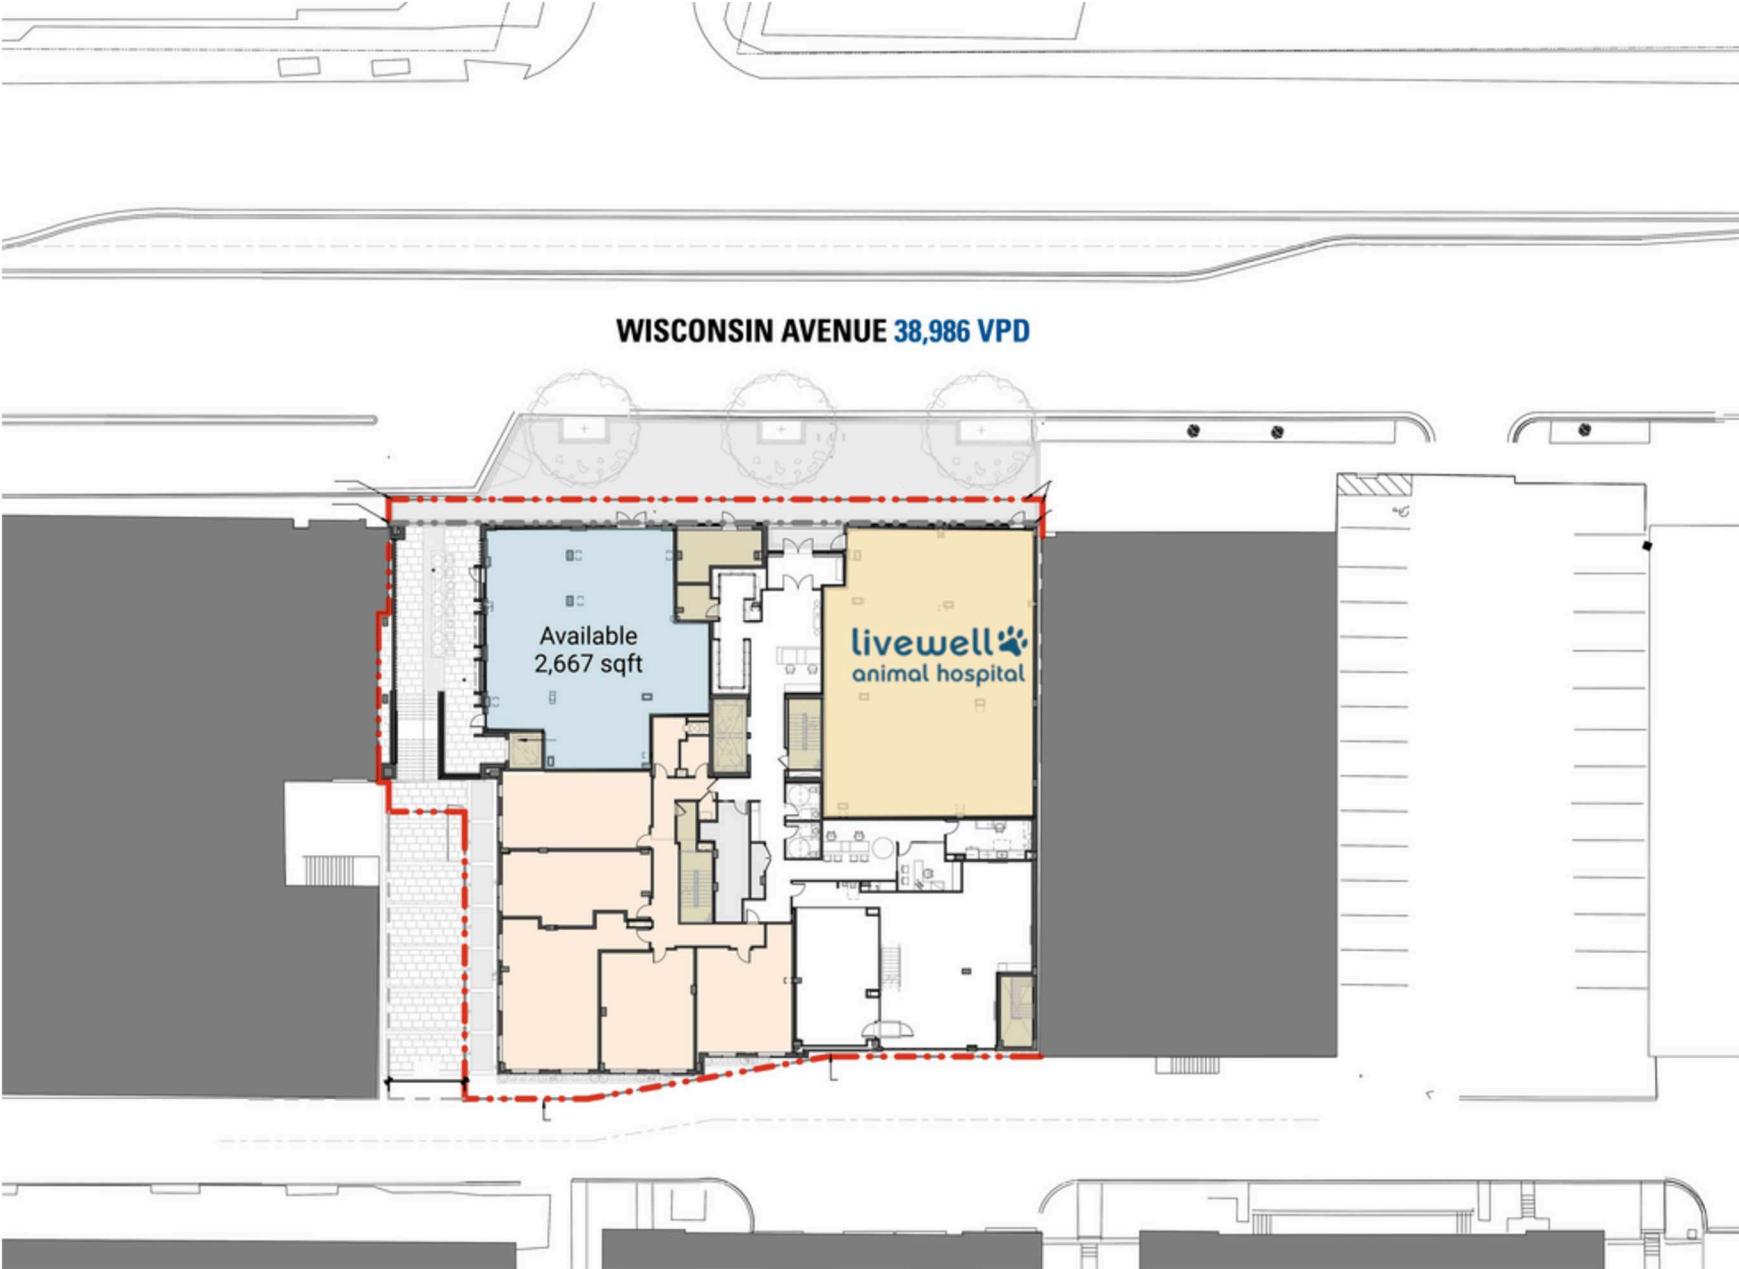 WISCONSIN AVENUE 38,986 VPD
Available
2,667 sqft
livewell
animal hospital